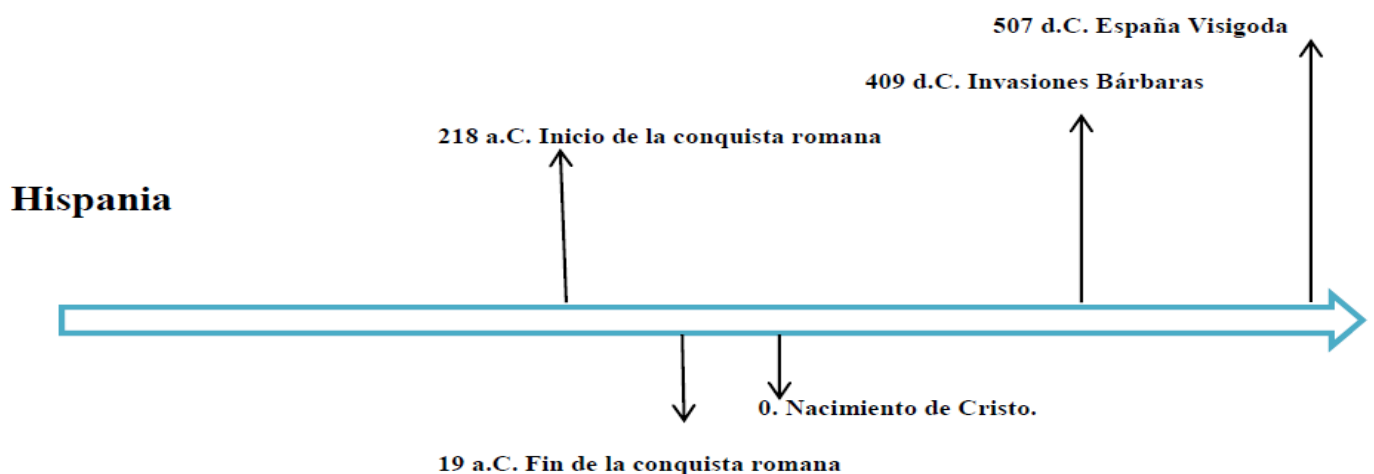 507 d.C. España Visigoda
409 d.C. Invasiones Bárbaras
218 a.C. Inicio de la conquista romana
Hispania
0. Nacimiento de Cristo.
19 a.C. Fin de la conquista romana